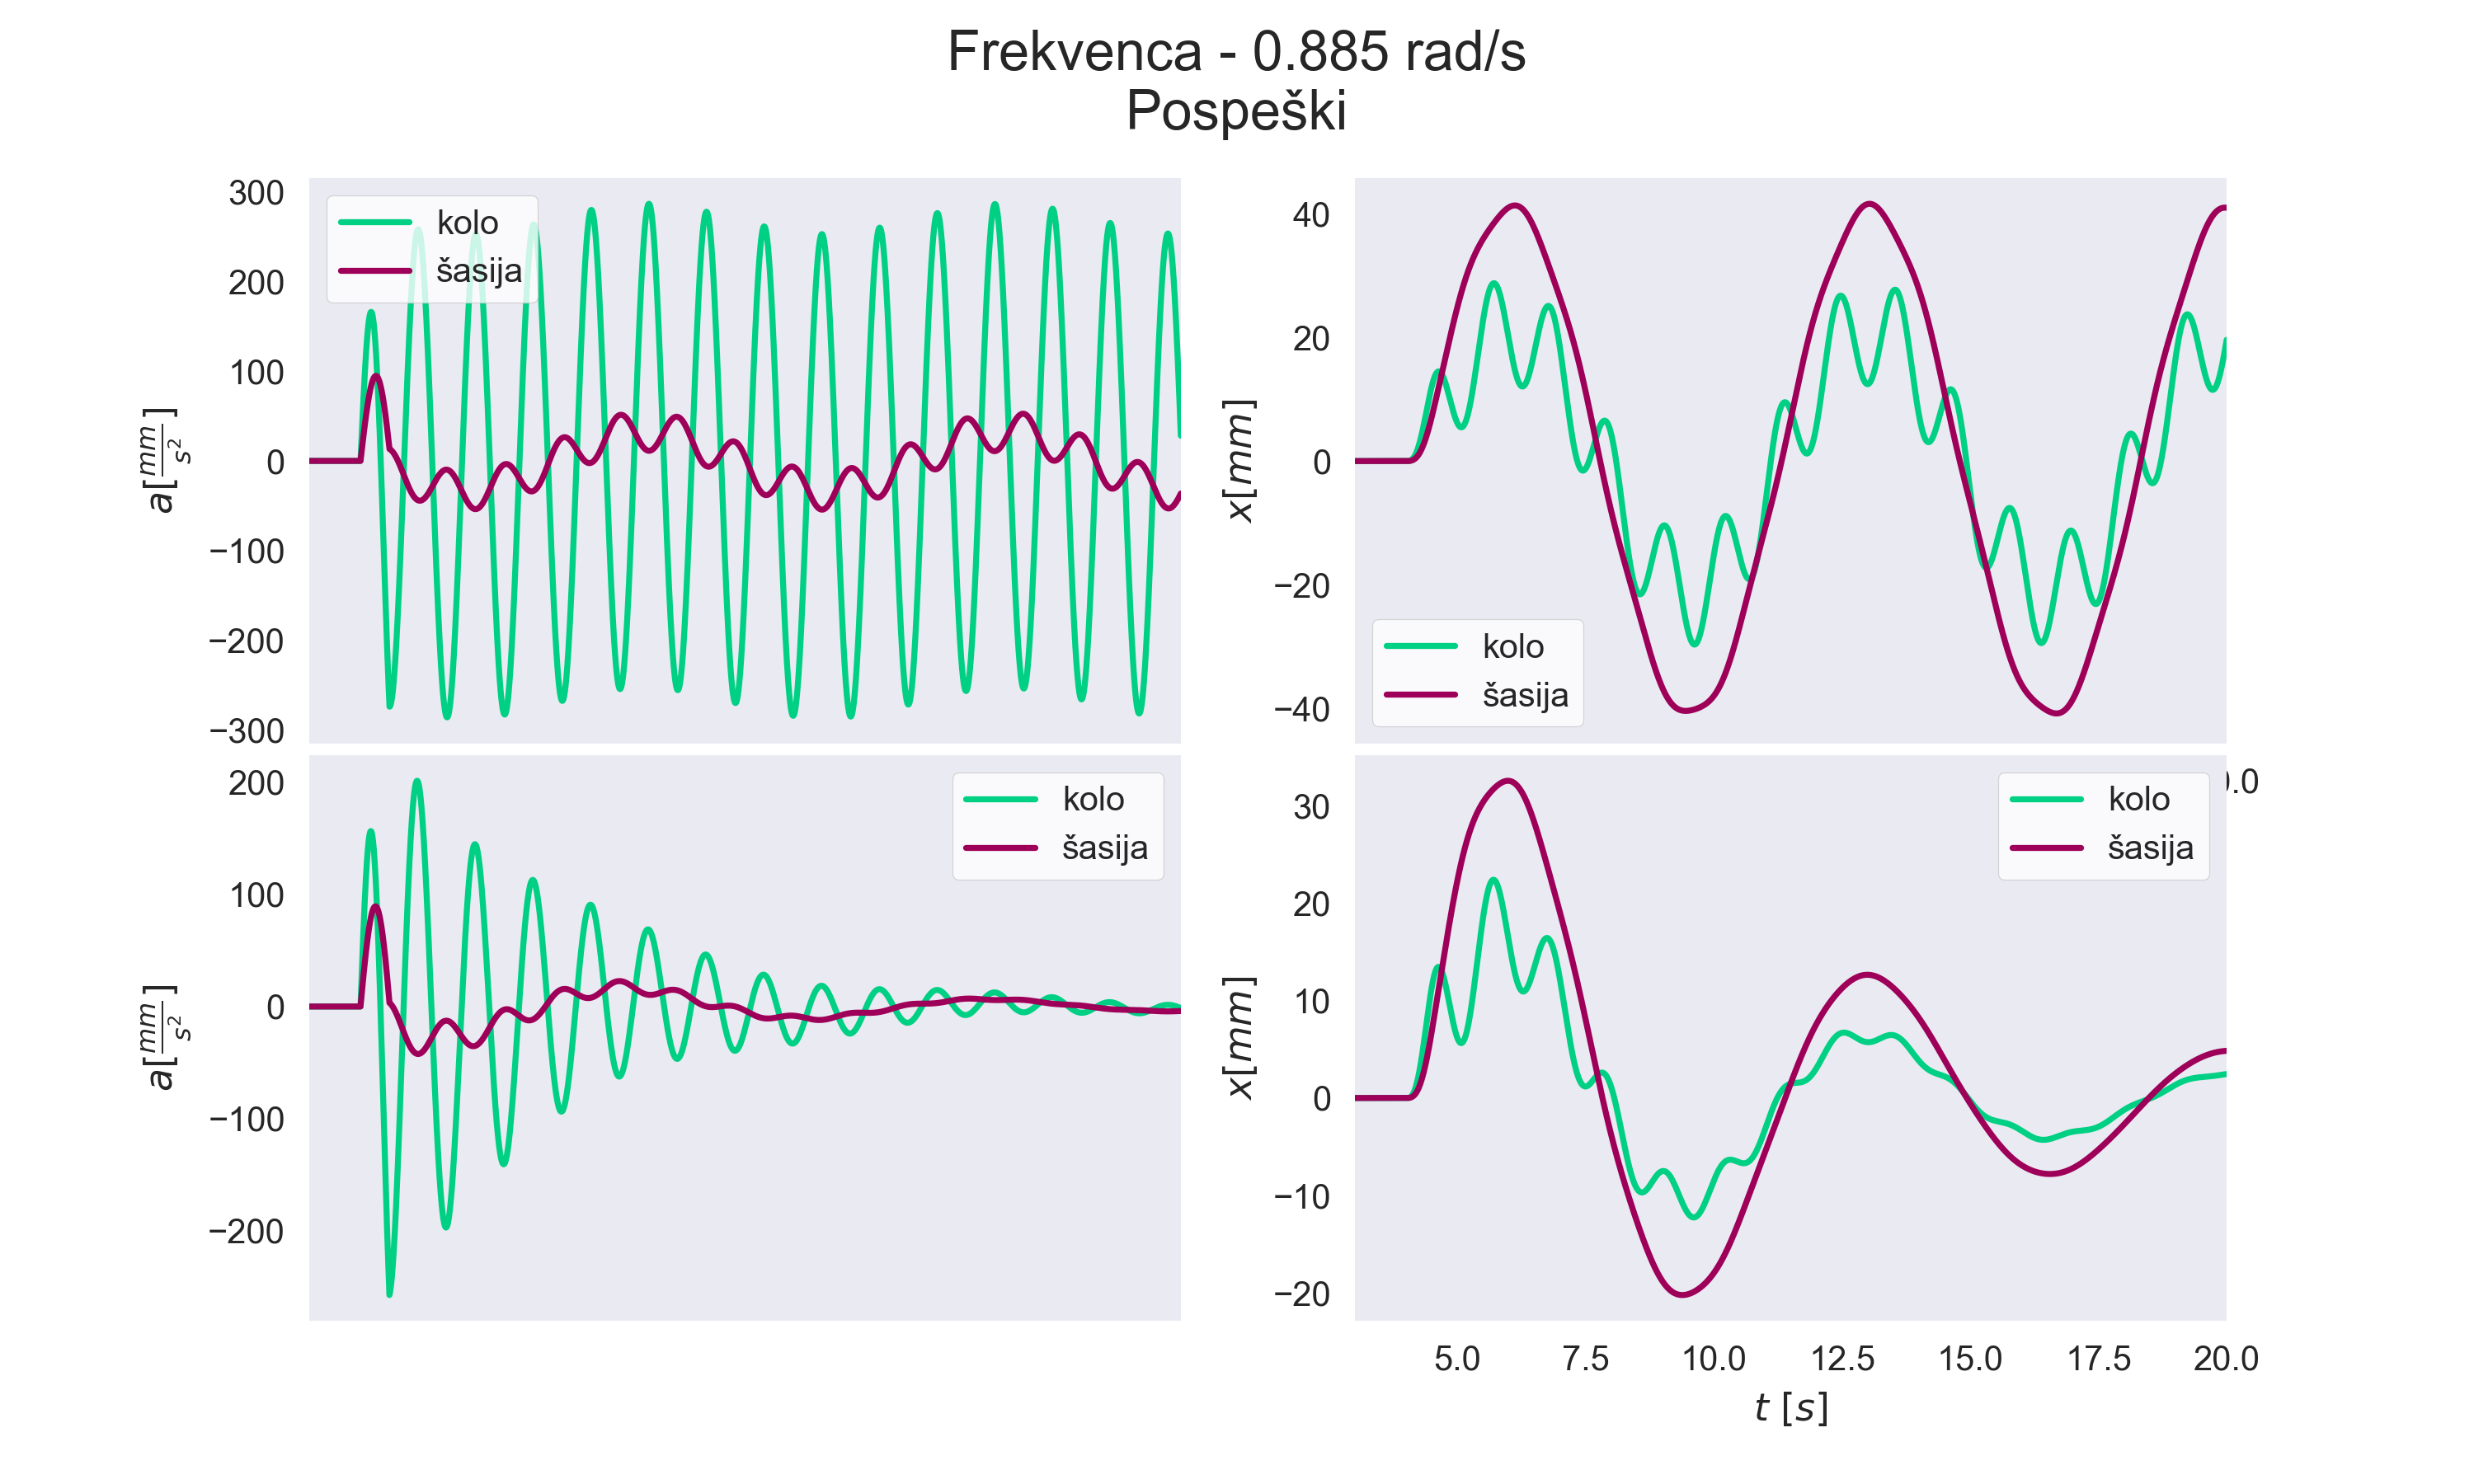 Frekvenca - 0.885 rad/s
Pospeški
300
200
100
0
−100
−200
−300
a[mm/s²]
kolo
šasija
40
20
0
−20
−40
x[mm]
kolo
šasija
200
100
0
−100
−200
a[mm/s²]
kolo
šasija
30
20
10
0
−10
−20
x[mm]
kolo
šasija
.0
5.0 7.5 10.0 12.5 15.0 17.5 20.0
t [s]